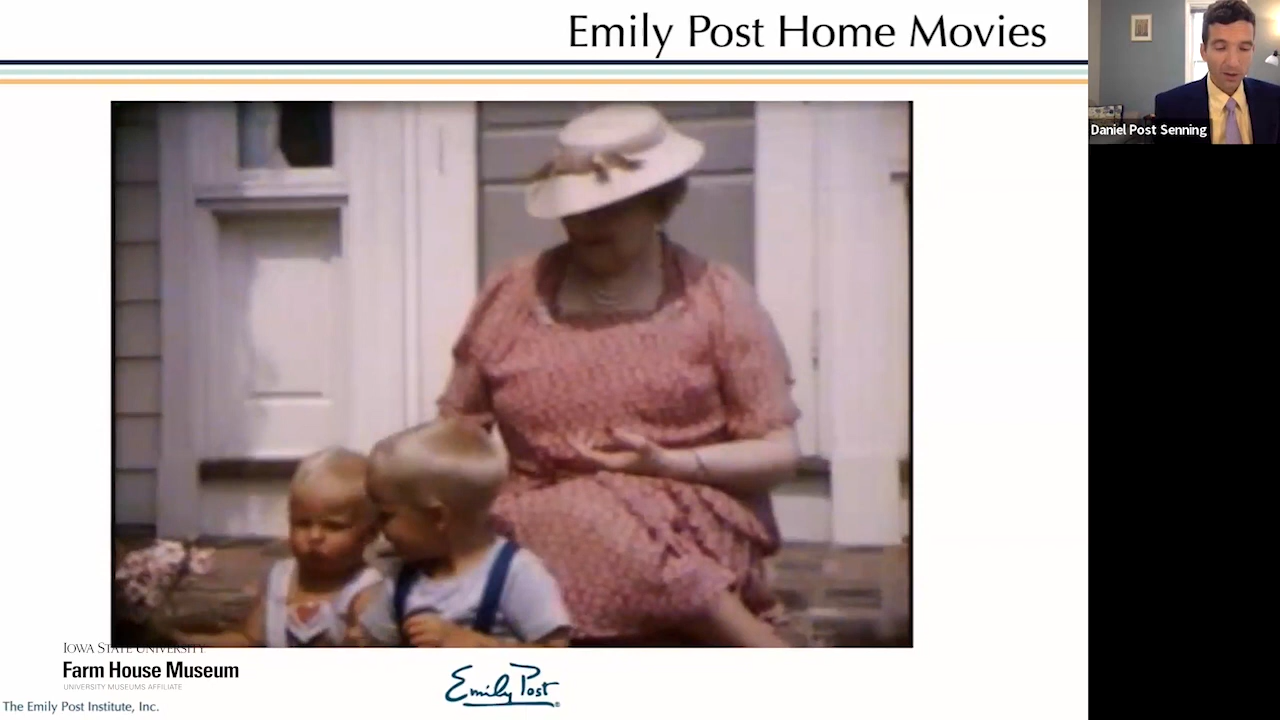 Emily Post Home Movies
Daniel Post Senning
IOWA STATE UNIVERSITY
Farm House Museum
UNIVERSITY MUSEUMS AFFILIATE
Emily Post
The Emily Post Institute, Inc.